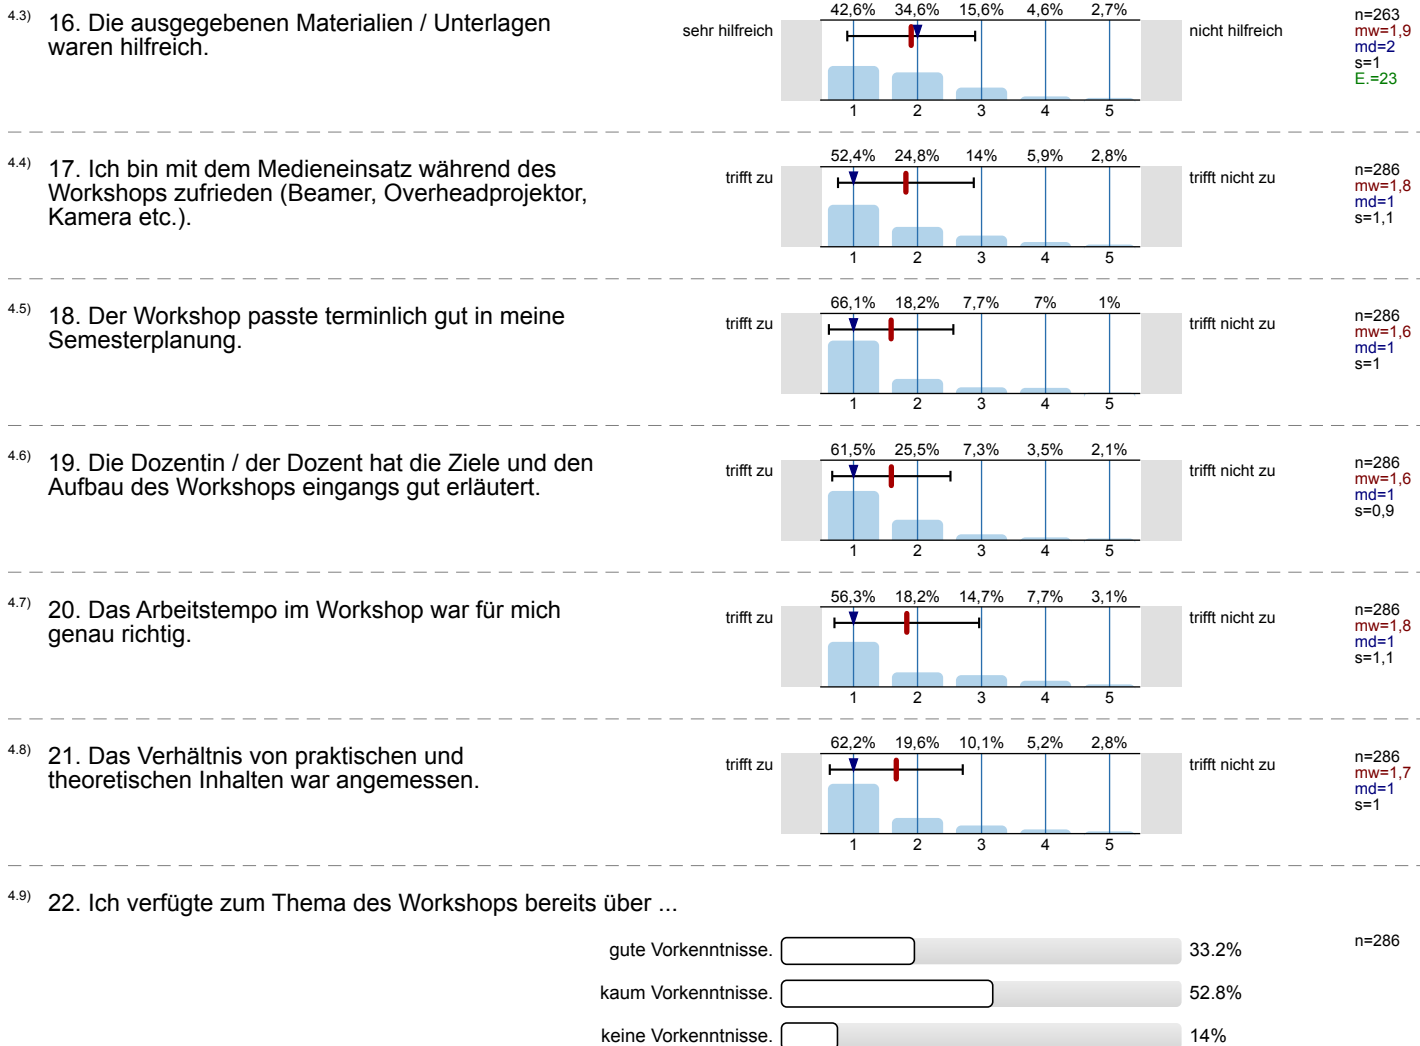 4.3) 16. Die ausgegebenen Materialien / Unterlagen
waren hilfreich.
sehr hilfreich
42,6% 34,6% 15,6% 4,6% 2,7%
1 2 3 4 5
nicht hilfreich
n=263
mw=1,9
md=2
s=1
E.=23
4.4) 17. Ich bin mit dem Medieneinsatz während des
Workshops zufrieden (Beamer, Overheadprojektor,
Kamera etc.).
trifft zu
52,4% 24,8% 14% 5,9% 2,8%
1 2 3 4 5
trifft nicht zu
n=286
mw=1,8
md=1
s=1,1
4.5) 18. Der Workshop passte terminlich gut in meine
Semesterplanung.
trifft zu
66,1% 18,2% 7,7% 7% 1%
1 2 3 4 5
trifft nicht zu
n=286
mw=1,6
md=1
s=1
4.6) 19. Die Dozentin / der Dozent hat die Ziele und den
Aufbau des Workshops eingangs gut erläutert.
trifft zu
61,5% 25,5% 7,3% 3,5% 2,1%
1 2 3 4 5
trifft nicht zu
n=286
mw=1,6
md=1
s=0,9
4.7) 20. Das Arbeitstempo im Workshop war für mich
genau richtig.
trifft zu
56,3% 18,2% 14,7% 7,7% 3,1%
1 2 3 4 5
trifft nicht zu
n=286
mw=1,8
md=1
s=1,1
4.8) 21. Das Verhältnis von praktischen und
theoretischen Inhalten war angemessen.
trifft zu
62,2% 19,6% 10,1% 5,2% 2,8%
1 2 3 4 5
trifft nicht zu
n=286
mw=1,7
md=1
s=1
4.9) 22. Ich verfügte zum Thema des Workshops bereits über ...
gute Vorkenntnisse. 33.2% n=286
kaum Vorkenntnisse. 52.8%
keine Vorkenntnisse. 14%